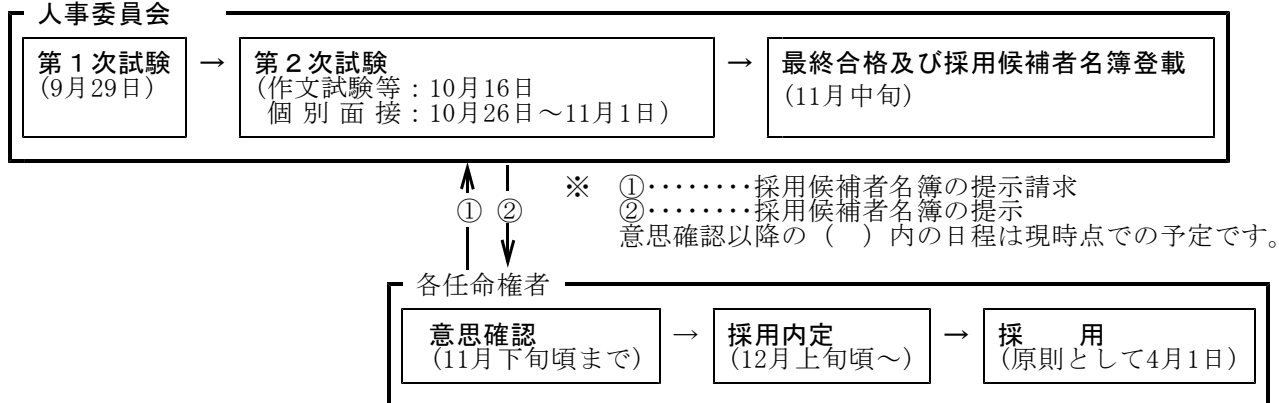 人事委員会
第１次試験 → 第２次試験 → 最終合格及び採用候補者名簿登載
(9月29日) (作文試験等：10月16日 (11月中旬)
個別面接：10月26日～11月1日)
① ② ※ ①‥‥‥‥採用候補者名簿の提示請求
②‥‥‥‥採用候補者名簿の提示
意思確認以降の（ ）内の日程は現時点での予定です。
各任命権者
意思確認 → 採用内定 → 採 用
(11月下旬頃まで) (12月上旬頃～) (原則として4月1日)